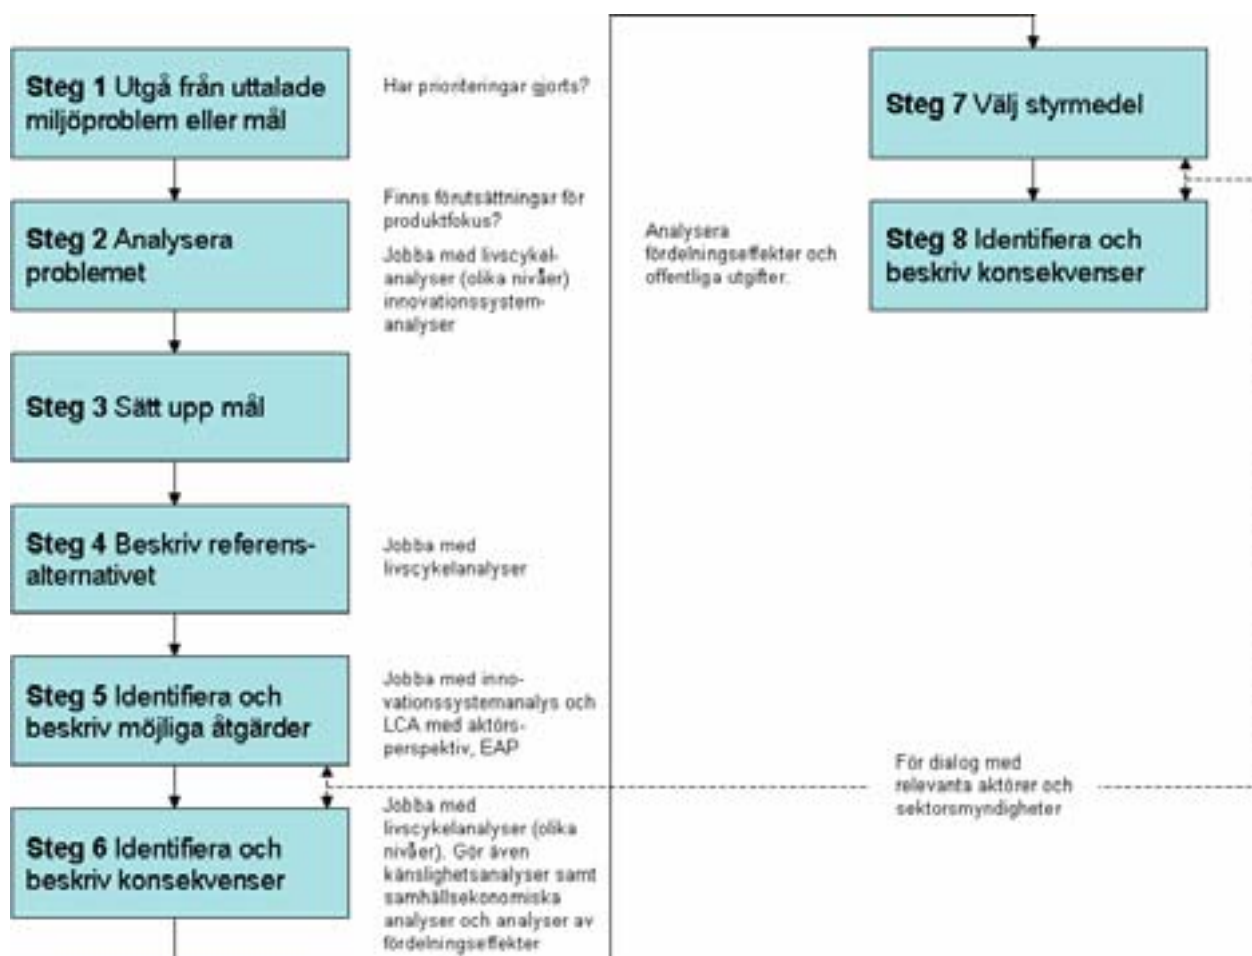 Steg 1 Utgå från uttalade
miljöproblem eller mål
Har prioriteringar gjorts?
Steg 2 Analysera
problemet
Finns förutsättningar för
produktfokus?
Jobba med livscykel-
analyser (olika nivåer)
innovationssystem-
analyser
Steg 3 Sätt upp mål
Steg 4 Beskriv referens-
alternativet
Jobba med
livscykelanalyser
Steg 5 Identifiera och
beskriv möjliga åtgärder
Jobba med inno-
vationssystemanalys och
LCA med aktörs-
perspektiv, EAP
Steg 6 Identifiera och
beskriv konsekvenser
Jobba med
livscykelanalyser (olika
nivåer). Gör även
känslighetsanalyser samt
samhällsekonomiska
analyser och analyser av
fördelningseffekter
Steg 7 Välj styrmedel
Analysera
fördelningseffekter och
offentliga utgifter.
Steg 8 Identifiera och
beskriv konsekvenser
För dialog med
relevanta aktörer och
sektorsmyndigheter